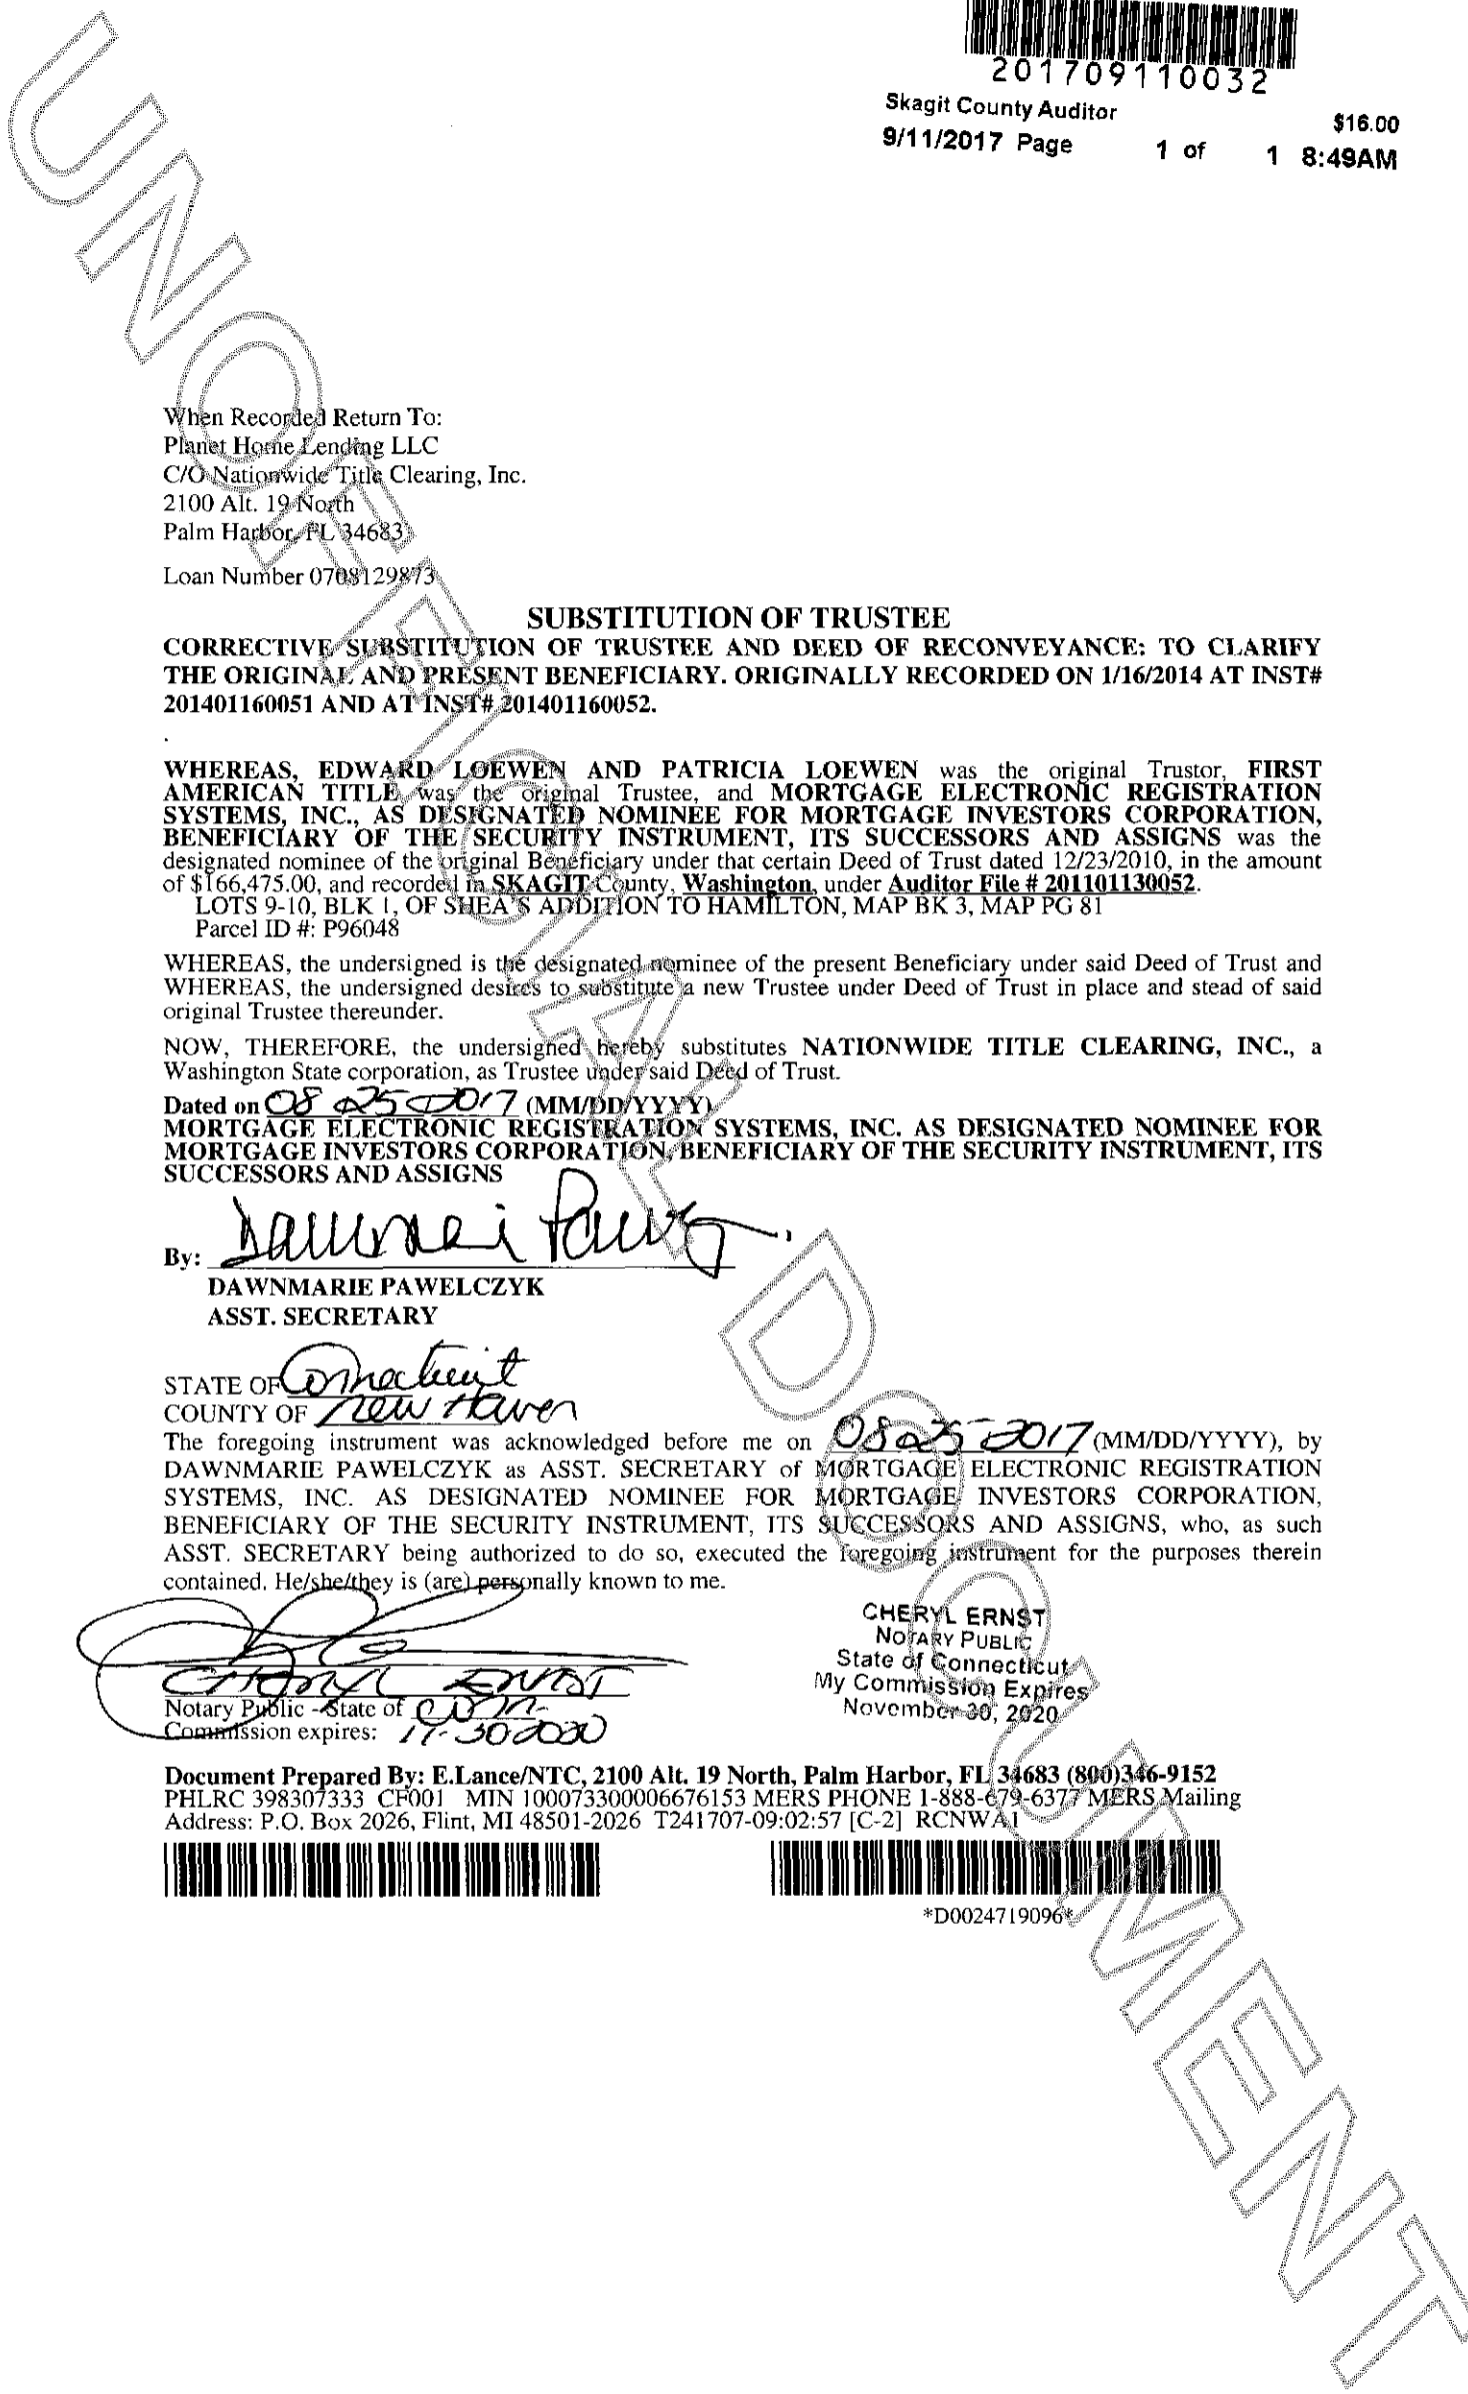 201709110032
Skagit County Auditor $16.00
9/11/2017 Page 1 of 1 8:49AM
When Recorded Return To:
Planet Home Lending LLC
C/O Nationwide Title Clearing, Inc.
2100 Alt. 19 North
Palm Harbor, FL 34683
Loan Number 0708129873
SUBSTITUTION OF TRUSTEE
CORRECTIVE SUBSTITUTION OF TRUSTEE AND DEED OF RECONVEYANCE: TO CLARIFY
THE ORIGINAL AND PRESENT BENEFICIARY. ORIGINALLY RECORDED ON 1/16/2014 AT INST#
201401160051 AND AT INST# 201401160052.
.
WHEREAS, EDWARD LOEWEN AND PATRICIA LOEWEN was the original Trustor, FIRST
AMERICAN TITLE was the original Trustee, and MORTGAGE ELECTRONIC REGISTRATION
SYSTEMS, INC., AS DESIGNATED NOMINEE FOR MORTGAGE INVESTORS CORPORATION,
BENEFICIARY OF THE SECURITY INSTRUMENT, ITS SUCCESSORS AND ASSIGNS was the
designated nominee of the original Beneficiary under that certain Deed of Trust dated 12/23/2010, in the amount
of $166,475.00, and recorded in SKAGIT County, Washington, under Auditor File # 201101130052.
LOTS 9-10, BLK 1, OF SHEA'S ADDITION TO HAMILTON, MAP BK 3, MAP PG 81
Parcel ID #: P96048
WHEREAS, the undersigned is the designated nominee of the present Beneficiary under said Deed of Trust and
WHEREAS, the undersigned desires to substitute a new Trustee under Deed of Trust in place and stead of said
original Trustee thereunder.
NOW, THEREFORE, the undersigned hereby substitutes NATIONWIDE TITLE CLEARING, INC., a
Washington State corporation, as Trustee under said Deed of Trust.
Dated on 08 25 2017 (MM/DD/YYYY)
MORTGAGE ELECTRONIC REGISTRATION SYSTEMS, INC. AS DESIGNATED NOMINEE FOR
MORTGAGE INVESTORS CORPORATION, BENEFICIARY OF THE SECURITY INSTRUMENT, ITS
SUCCESSORS AND ASSIGNS
By:
DAWNMARIE PAWELCZYK
ASST. SECRETARY
STATE OF Connecticut
COUNTY OF New Haven
The foregoing instrument was acknowledged before me on 08 25 2017 (MM/DD/YYYY), by
DAWNMARIE PAWELCZYK as ASST. SECRETARY of MORTGAGE ELECTRONIC REGISTRATION
SYSTEMS, INC. AS DESIGNATED NOMINEE FOR MORTGAGE INVESTORS CORPORATION,
BENEFICIARY OF THE SECURITY INSTRUMENT, ITS SUCCESSORS AND ASSIGNS, who, as such
ASST. SECRETARY being authorized to do so, executed the foregoing instrument for the purposes therein
contained. He/she/they is (are) personally known to me.
CHERYL ERNST
NOTARY PUBLIC
State of Connecticut
My Commission Expires
November 30, 2020
Cheryl Ernst
Notary Public - State of Conn.
Commission expires: 11-30-2020
Document Prepared By: E.Lance/NTC, 2100 Alt. 19 North, Palm Harbor, FL 34683 (800)346-9152
PHLRC 398307333 CF001 MIN 100073300006676153 MERS PHONE 1-888-679-6377 MERS Mailing
Address: P.O. Box 2026, Flint, MI 48501-2026 T241707-09:02:57 [C-2] RCNWA1
*D0024719096*
UNOFFICIAL DOCUMENT